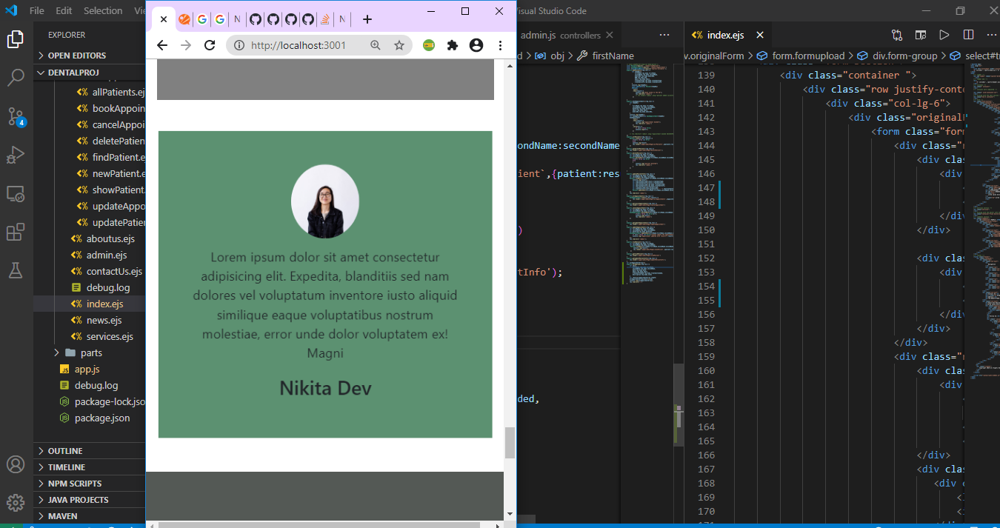 File Edit Selection
Visual Studio Code
EXPLORER
OPEN EDITORS
DENTALPROJ
allPatients.ej
bookAppoin
cancelAppoi
deletePatien
findPatient.e
newPatient.e
showPatient.
updateAppo
updatePatie
aboutus.ejs
admin.ejs
contactUs.ejs
debug.log
index.ejs
news.ejs
services.ejs
parts
app.js
debug.log
package-lock.jso
package.json
OUTLINE
TIMELINE
NPM SCRIPTS
JAVA PROJECTS
MAVEN
4
http://localhost:3001
Lorem ipsum dolor sit amet consectetur
adipisicing elit. Expedita, blanditiis sed nam
dolores vel voluptatum inventore iusto aliquid
similique eaque voluptatibus nostrum
molestiae, error unde dolor voluptatem ex!
Magni
Nikita Dev
admin.js controllers
obj firstName
ondName:secondName
ient`,{patient:res
)
tInfo');
ded,
index.ejs
v.originalForm form.formupload div.form-group select#tr
139 <div class="container ">
140 <div class="row justify-conte
141 <div class="col-lg-6">
142 <div class="originalF
143 <form class="form
144 <div class="r
145 <div clas
146 <div
147
148
149 </div>
150 </div>
151
152 <div clas
153 <div
154
155
156 </div
157 </div>
158 </div>
159 <div class="r
160 <div clas
161 <div
162
163
164
165
166 </div>
167 <div clas
168 <div c
169 <l
170 <i